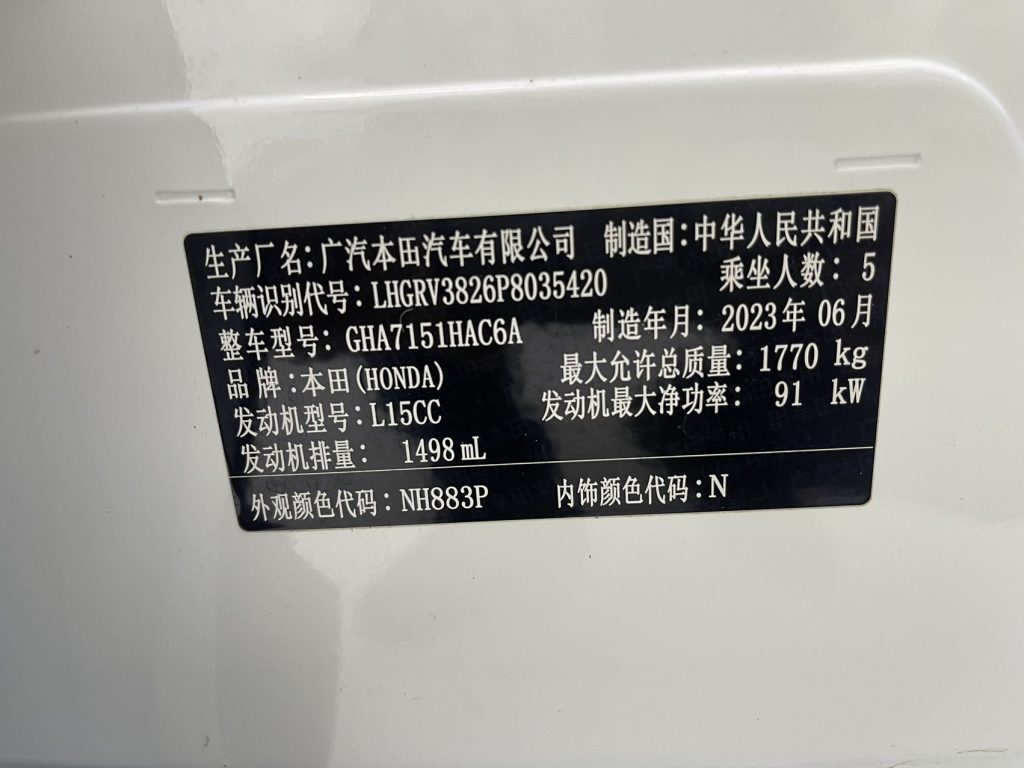 生产厂名:广汽本田汽车有限公司 制造国:中华人民共和国
车辆识别代号:LHGRV3826P8035420 乘坐人数: 5
整车型号: GHA7151HAC6A 制造年月: 2023年 06月
品 牌:本田(HONDA) 最大允许总质量: 1770 kg
发动机型号:L15CC 发动机最大净功率: 91 kW
发动机排量: 1498 mL
外观颜色代码: NH883P 内饰颜色代码: N